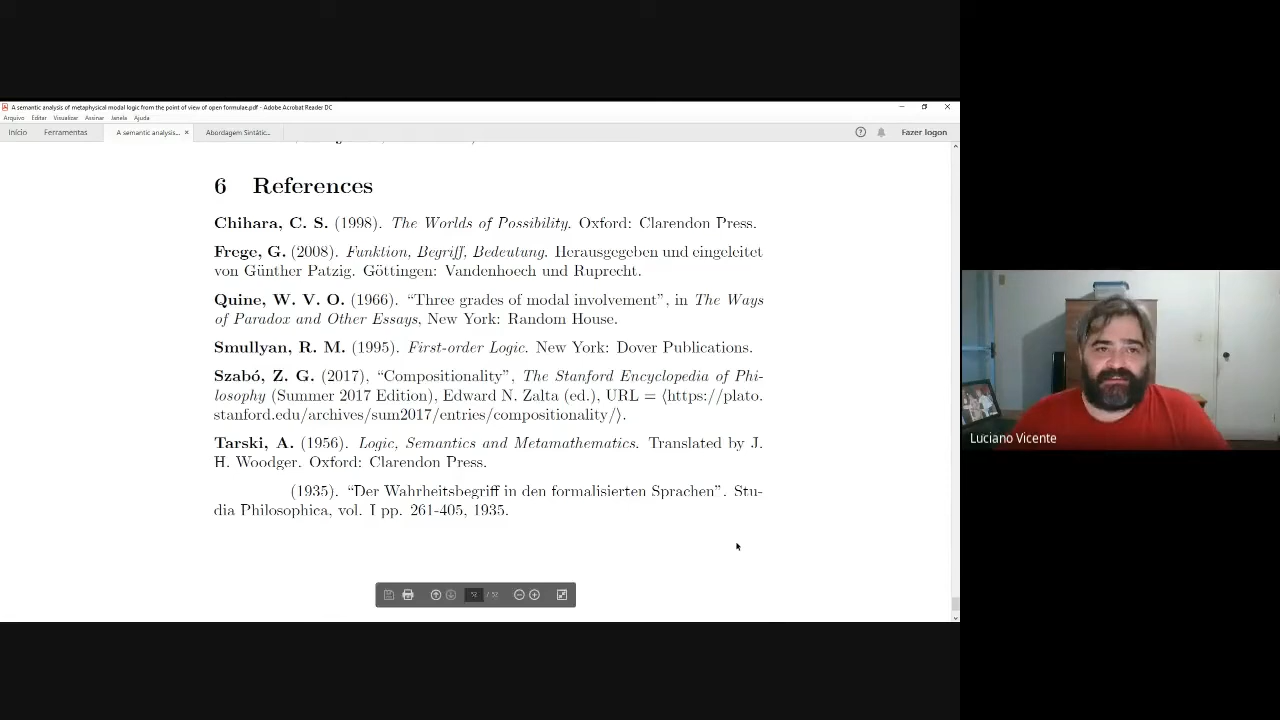 A semantic analysis of metaphysical modal logic from the point of view of open formulae.pdf - Adobe Acrobat Reader DC
Arquivo Editar Visualizar Assinar Janela Ajuda
Início Ferramentas A semantic analysis... × Abordagem Sintátic... Fazer logon
6 References
Chihara, C. S. (1998). The Worlds of Possibility. Oxford: Clarendon Press.
Frege, G. (2008). Funktion, Begriff, Bedeutung. Herausgegeben und eingeleitet
von Günther Patzig. Göttingen: Vandenhoech und Ruprecht.
Quine, W. V. O. (1966). “Three grades of modal involvement”, in The Ways
of Paradox and Other Essays, New York: Random House.
Smullyan, R. M. (1995). First-order Logic. New York: Dover Publications.
Szabó, Z. G. (2017), “Compositionality”, The Stanford Encyclopedia of Phi-
losophy (Summer 2017 Edition), Edward N. Zalta (ed.), URL = ⟨https://plato.
stanford.edu/archives/sum2017/entries/compositionality/⟩.
Tarski, A. (1956). Logic, Semantics and Metamathematics. Translated by J.
H. Woodger. Oxford: Clarendon Press.
(1935). “Der Wahrheitsbegriff in den formalisierten Sprachen”. Stu-
dia Philosophica, vol. I pp. 261-405, 1935.
Luciano Vicente